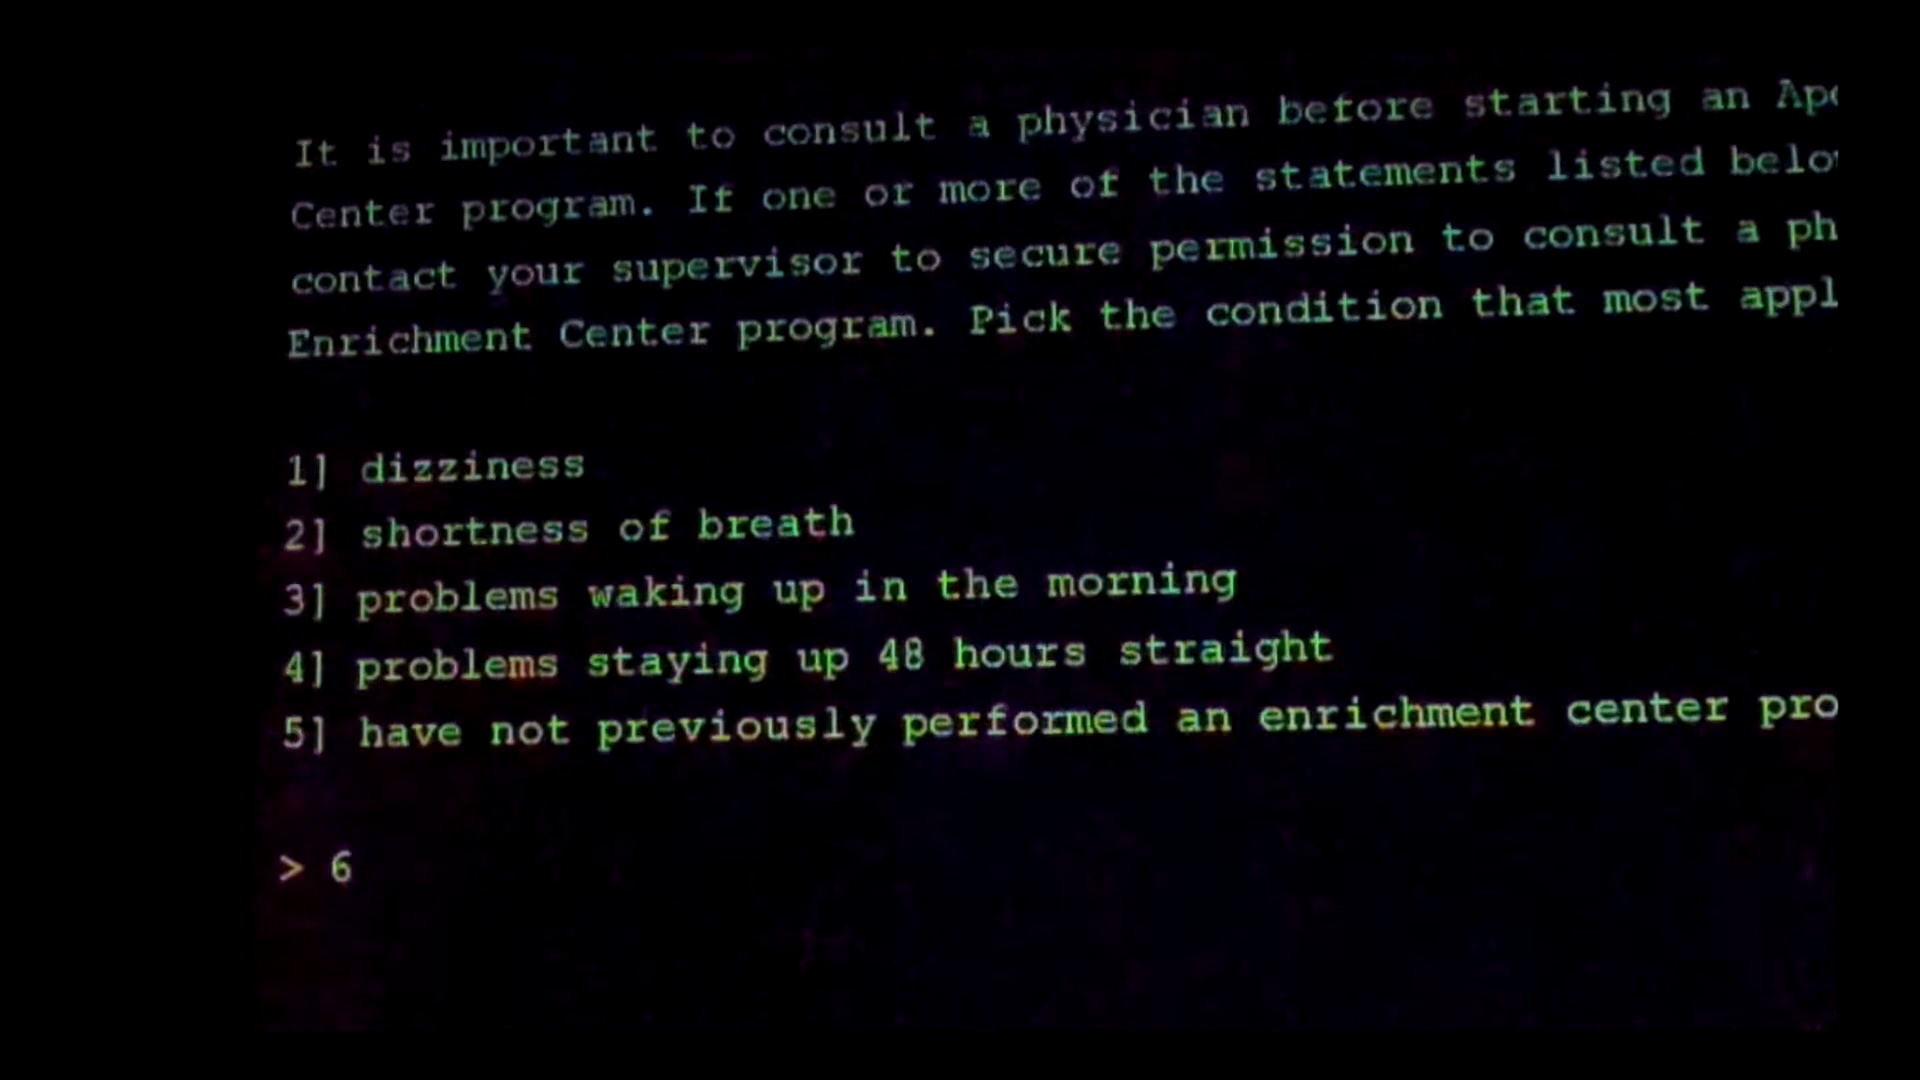 It is important to consult a physician before starting an
Center program. If one or more of the statements listed
contact your supervisor to secure permission to consult a
Enrichment Center program. Pick the condition that most
1] dizziness
2] shortness of breath
3] problems waking up in the morning
4] problems staying up 48 hours straight
5] have not previously performed an enrichment center
> 6